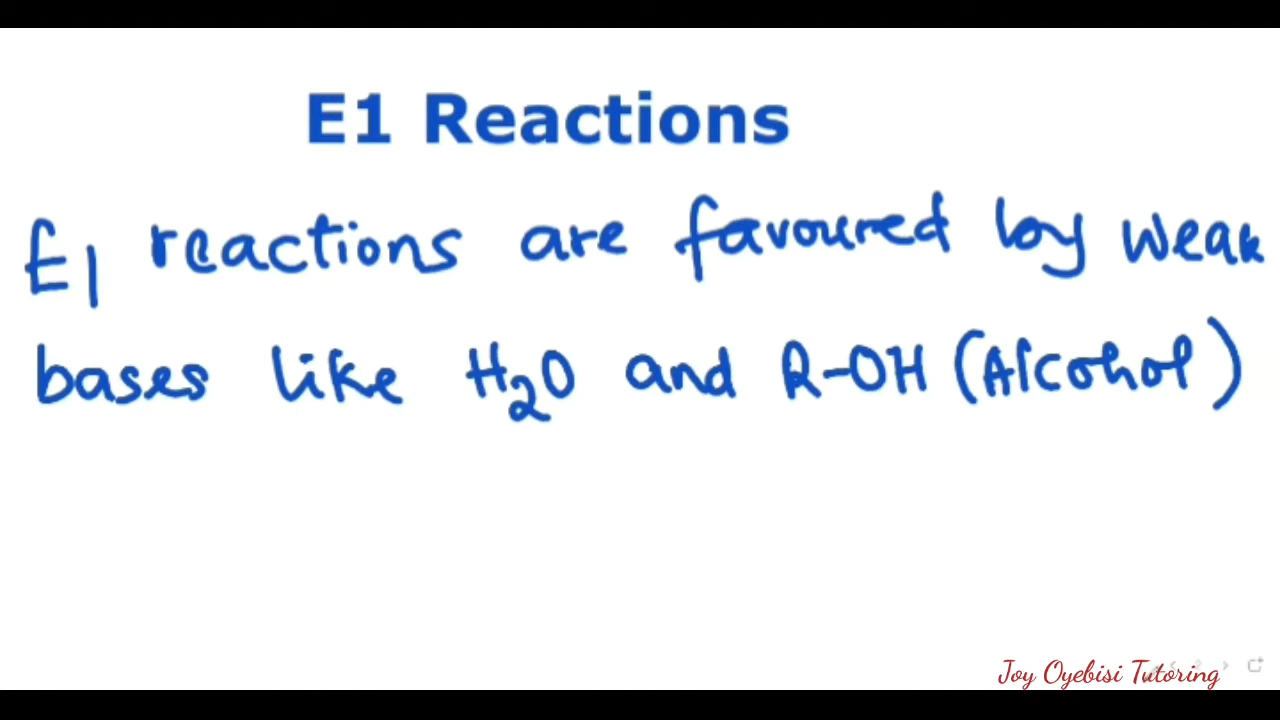 E1 Reactions
E1 reactions are favoured by weak
bases like H₂O and R-OH (Alcohol)
Joy Oyebisi Tutoring